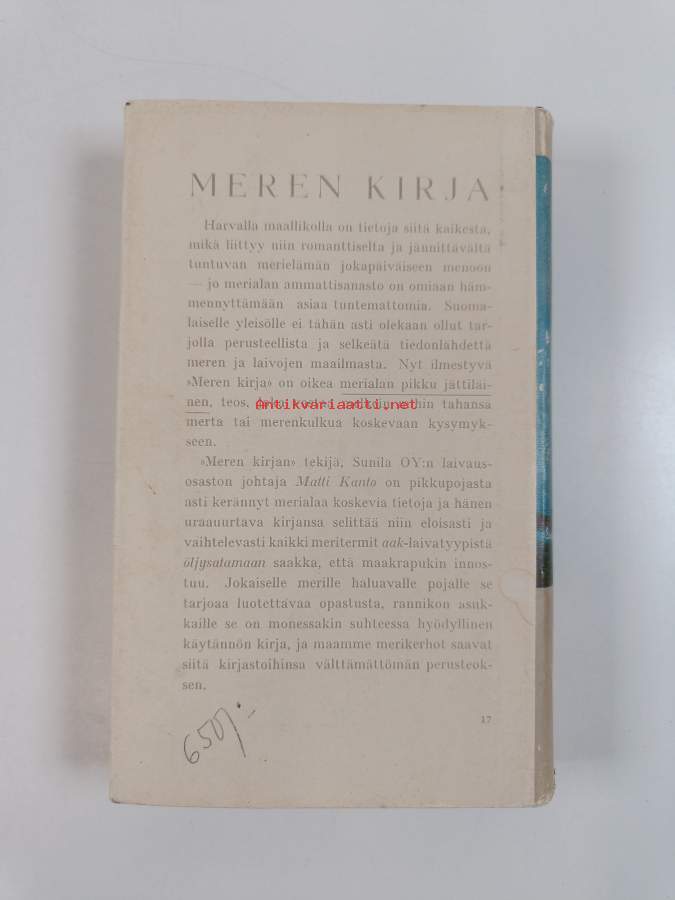 MEREN KIRJA
Harvalla maallikolla on tietoja siitä kaikesta,
mikä liittyy niin romanttiselta ja jännittävältä
tuntuvan merielämän jokapäiväiseen menoon
— jo merialan ammattisanasto on omiaan häm-
mennyttämään asiaa tuntemattomia. Suoma-
laiselle yleisölle ei tähän asti olekaan ollut tar-
jolla perusteellista ja selkeätä tiedonlähdettä
meren ja laivojen maailmasta. Nyt ilmestyvä
»Meren kirja» on oikea merialan pikku jättiläi-
nen, teos, tahansa
Antikvariaatti.net
merta tai merenkulkua koskevaan kysymyk-
seen.
»Meren kirjan» tekijä, Sunila OY:n laivaus-
osaston johtaja Matti Kanto on pikkupojasta
asti kerännyt merialaa koskevia tietoja ja hänen
uraauurtava kirjansa selittää niin eloisasti ja
vaihtelevasti kaikki meritermit aak-laivatyypistä
öljysatamaan saakka, että maakrapukin innos-
tuu. Jokaiselle merille haluavalle pojalle se
tarjoaa luotettavaa opastusta, rannikon asuk-
kaille se on monessakin suhteessa hyödyllinen
käytännön kirja, ja maamme merikerhot saavat
siitä kirjastoihinsa välttämättömän perusteok-
sen.
17
650/:-